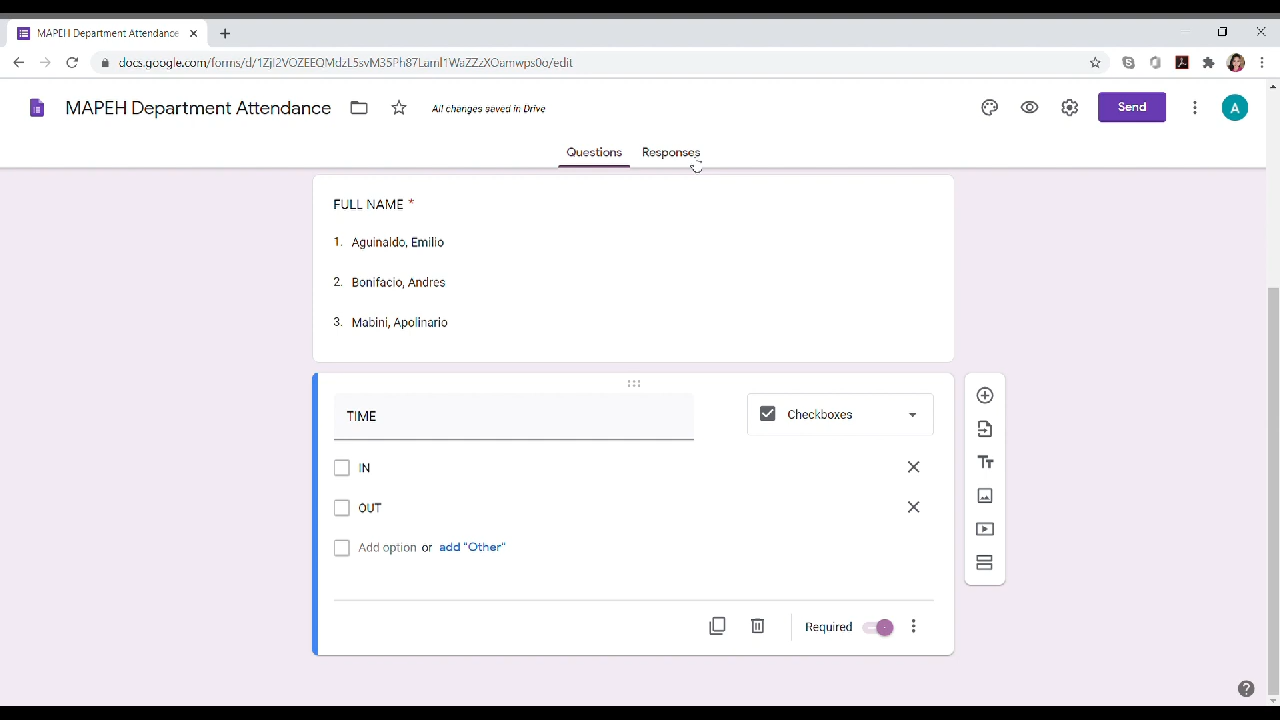 MAPEH Department Attendance
docs.google.com/forms/d/1ZjI2VOZEEQMdzL5svM35Ph87Laml1WaZZzXOamwps0o/edit
MAPEH Department Attendance
All changes saved in Drive
Send
A
Questions
Responses
FULL NAME *
1. Aguinaldo, Emilio
2. Bonifacio, Andres
3. Mabini, Apolinario
TIME
Checkboxes
IN
OUT
Add option or add "Other"
Tт
Required